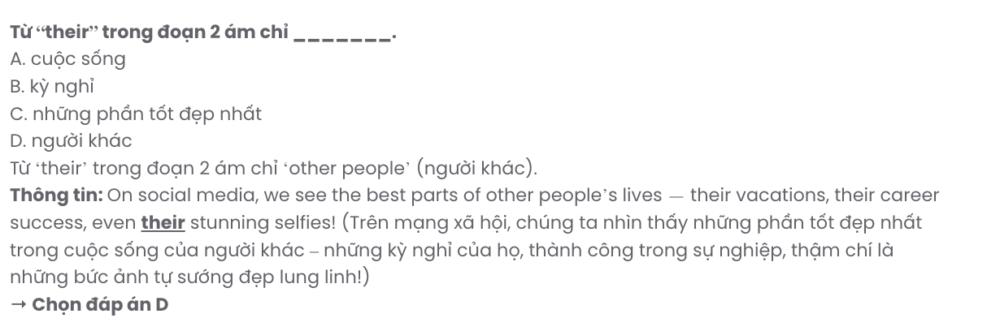 Từ “their” trong đoạn 2 ám chỉ _______.
A. cuộc sống
B. kỳ nghỉ
C. những phần tốt đẹp nhất
D. người khác
Từ ‘their’ trong đoạn 2 ám chỉ ‘other people’ (người khác).
Thông tin: On social media, we see the best parts of other people’s lives — their vacations, their career
success, even their stunning selfies! (Trên mạng xã hội, chúng ta nhìn thấy những phần tốt đẹp nhất
trong cuộc sống của người khác – những kỳ nghỉ của họ, thành công trong sự nghiệp, thậm chí là
những bức ảnh tự sướng đẹp lung linh!)
→ Chọn đáp án D